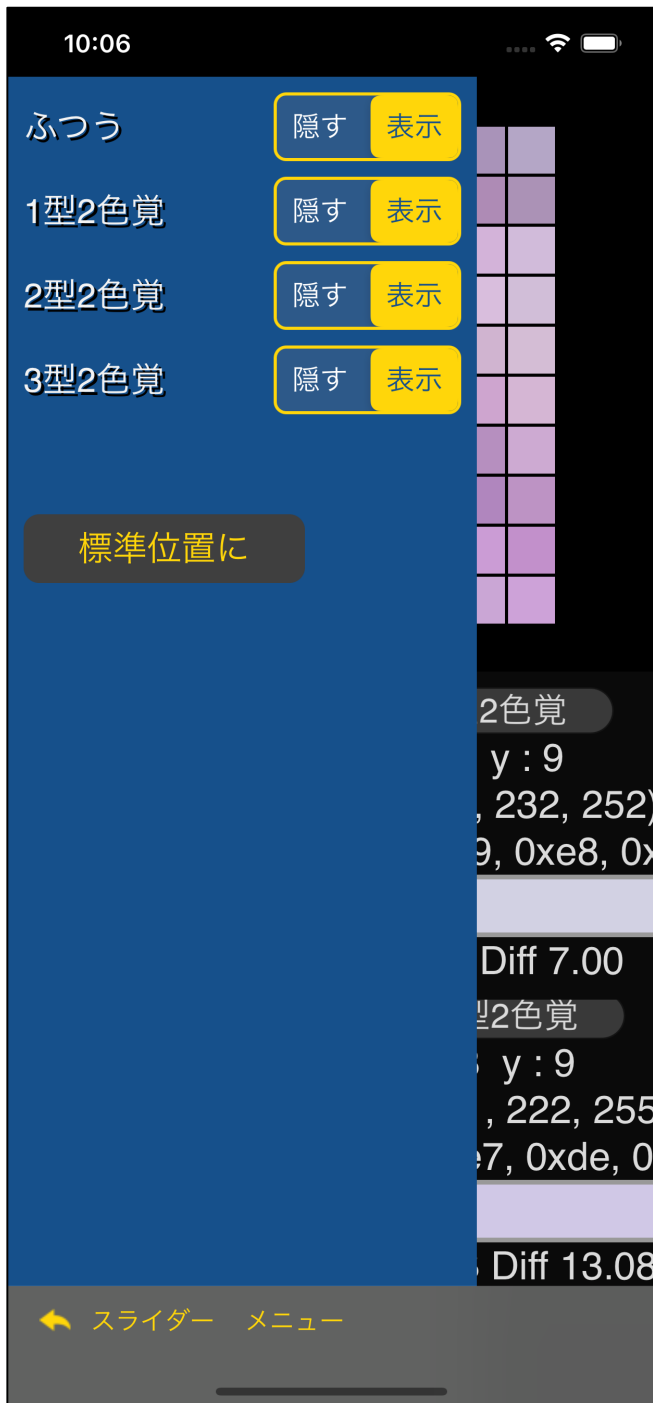 10:06
ふつう 隠す 表示
1型2色覚 隠す 表示
2型2色覚 隠す 表示
3型2色覚 隠す 表示
標準位置に
2色覚
y : 9
, 232, 252)
9, 0xe8, 0x
Diff 7.00
型2色覚
y : 9
, 222, 255
e7, 0xde, 0
Diff 13.08
スライダー メニュー